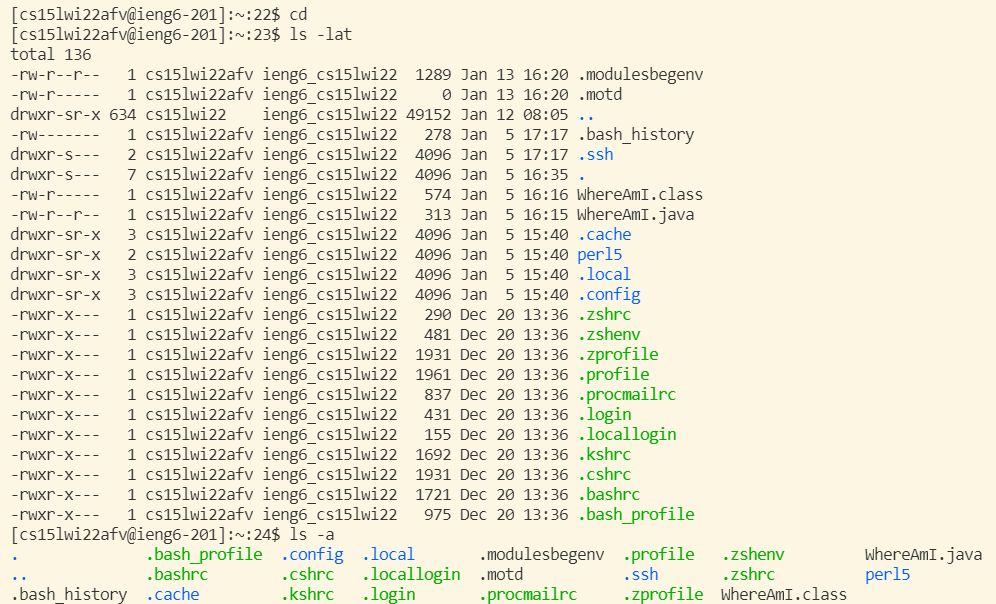 [cs15lwi22afv@ieng6-201]:~:22$ cd
[cs15lwi22afv@ieng6-201]:~:23$ ls -lat
total 136
-rw-r--r--   1 cs15lwi22afv ieng6_cs15lwi22  1289 Jan 13 16:20 .modulesbegenv
-rw-r-----   1 cs15lwi22afv ieng6_cs15lwi22     0 Jan 13 16:20 .motd
drwxr-sr-x 634 cs15lwi22    ieng6_cs15lwi22 49152 Jan 12 08:05 ..
-rw-------   1 cs15lwi22afv ieng6_cs15lwi22   278 Jan  5 17:17 .bash_history
drwxr-s---   2 cs15lwi22afv ieng6_cs15lwi22  4096 Jan  5 17:17 .ssh
drwxr-s---   7 cs15lwi22afv ieng6_cs15lwi22  4096 Jan  5 16:35 .
-rw-r-----   1 cs15lwi22afv ieng6_cs15lwi22   574 Jan  5 16:16 WhereAmI.class
-rw-r--r--   1 cs15lwi22afv ieng6_cs15lwi22   313 Jan  5 16:15 WhereAmI.java
drwxr-sr-x   3 cs15lwi22afv ieng6_cs15lwi22  4096 Jan  5 15:40 .cache
drwxr-sr-x   2 cs15lwi22afv ieng6_cs15lwi22  4096 Jan  5 15:40 perl5
drwxr-sr-x   3 cs15lwi22afv ieng6_cs15lwi22  4096 Jan  5 15:40 .local
drwxr-sr-x   3 cs15lwi22afv ieng6_cs15lwi22  4096 Jan  5 15:40 .config
-rwxr-x---   1 cs15lwi22afv ieng6_cs15lwi22   290 Dec 20 13:36 .zshrc
-rwxr-x---   1 cs15lwi22afv ieng6_cs15lwi22   481 Dec 20 13:36 .zshenv
-rwxr-x---   1 cs15lwi22afv ieng6_cs15lwi22  1931 Dec 20 13:36 .zprofile
-rwxr-x---   1 cs15lwi22afv ieng6_cs15lwi22  1961 Dec 20 13:36 .profile
-rwxr-x---   1 cs15lwi22afv ieng6_cs15lwi22   837 Dec 20 13:36 .procmailrc
-rwxr-x---   1 cs15lwi22afv ieng6_cs15lwi22   431 Dec 20 13:36 .login
-rwxr-x---   1 cs15lwi22afv ieng6_cs15lwi22   155 Dec 20 13:36 .locallogin
-rwxr-x---   1 cs15lwi22afv ieng6_cs15lwi22  1692 Dec 20 13:36 .kshrc
-rwxr-x---   1 cs15lwi22afv ieng6_cs15lwi22  1931 Dec 20 13:36 .cshrc
-rwxr-x---   1 cs15lwi22afv ieng6_cs15lwi22  1721 Dec 20 13:36 .bashrc
-rwxr-x---   1 cs15lwi22afv ieng6_cs15lwi22   975 Dec 20 13:36 .bash_profile
[cs15lwi22afv@ieng6-201]:~:24$ ls -a
.              .bash_profile  .config  .local       .modulesbegenv  .profile   .zshenv         WhereAmI.java
..             .bashrc        .cshrc   .locallogin  .motd           .ssh       .zshrc          perl5
.bash_history  .cache         .kshrc   .login       .procmailrc     .zprofile  WhereAmI.class